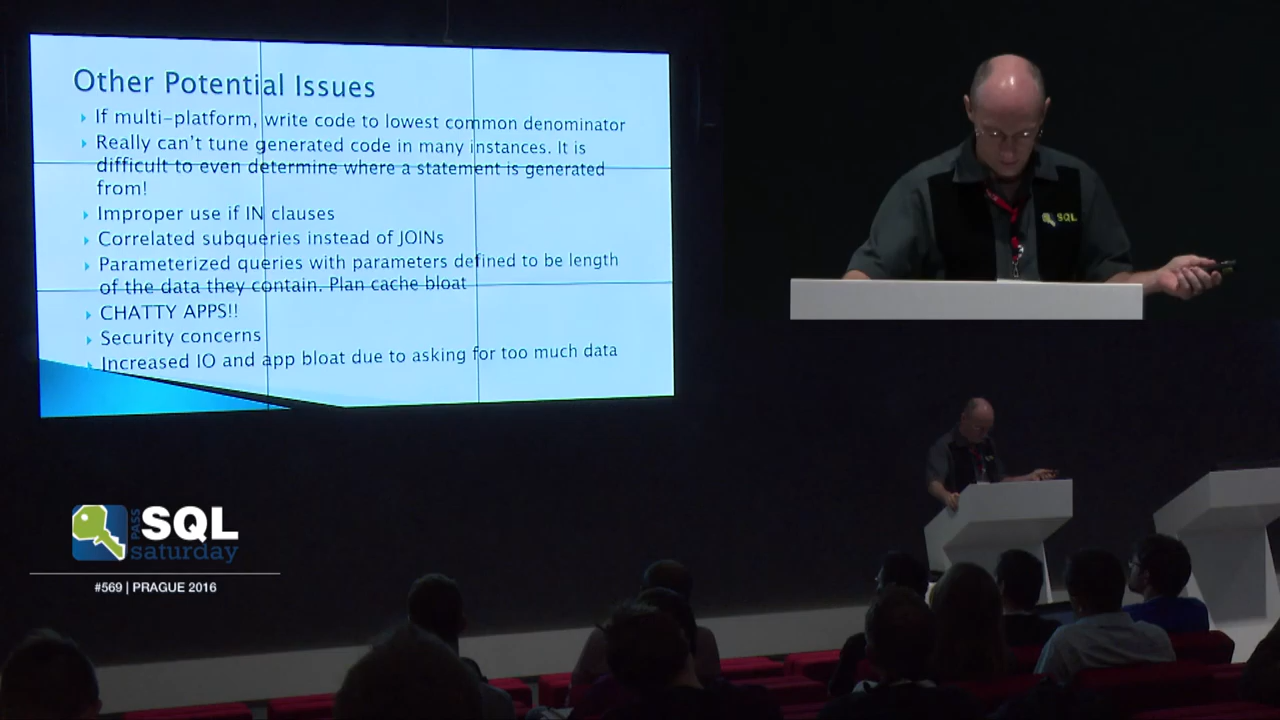 Other Potential Issues
If multi-platform, write code to lowest common denominator
Really can't tune generated code in many instances. It is
difficult to even determine where a statement is generated
from!
Improper use if IN clauses
Correlated subqueries instead of JOINs
Parameterized queries with parameters defined to be length
of the data they contain. Plan cache bloat
CHATTY APPS!!
Security concerns
Increased IO and app bloat due to asking for too much data
SQL
PASS
SQL
saturday
#569 | PRAGUE 2016